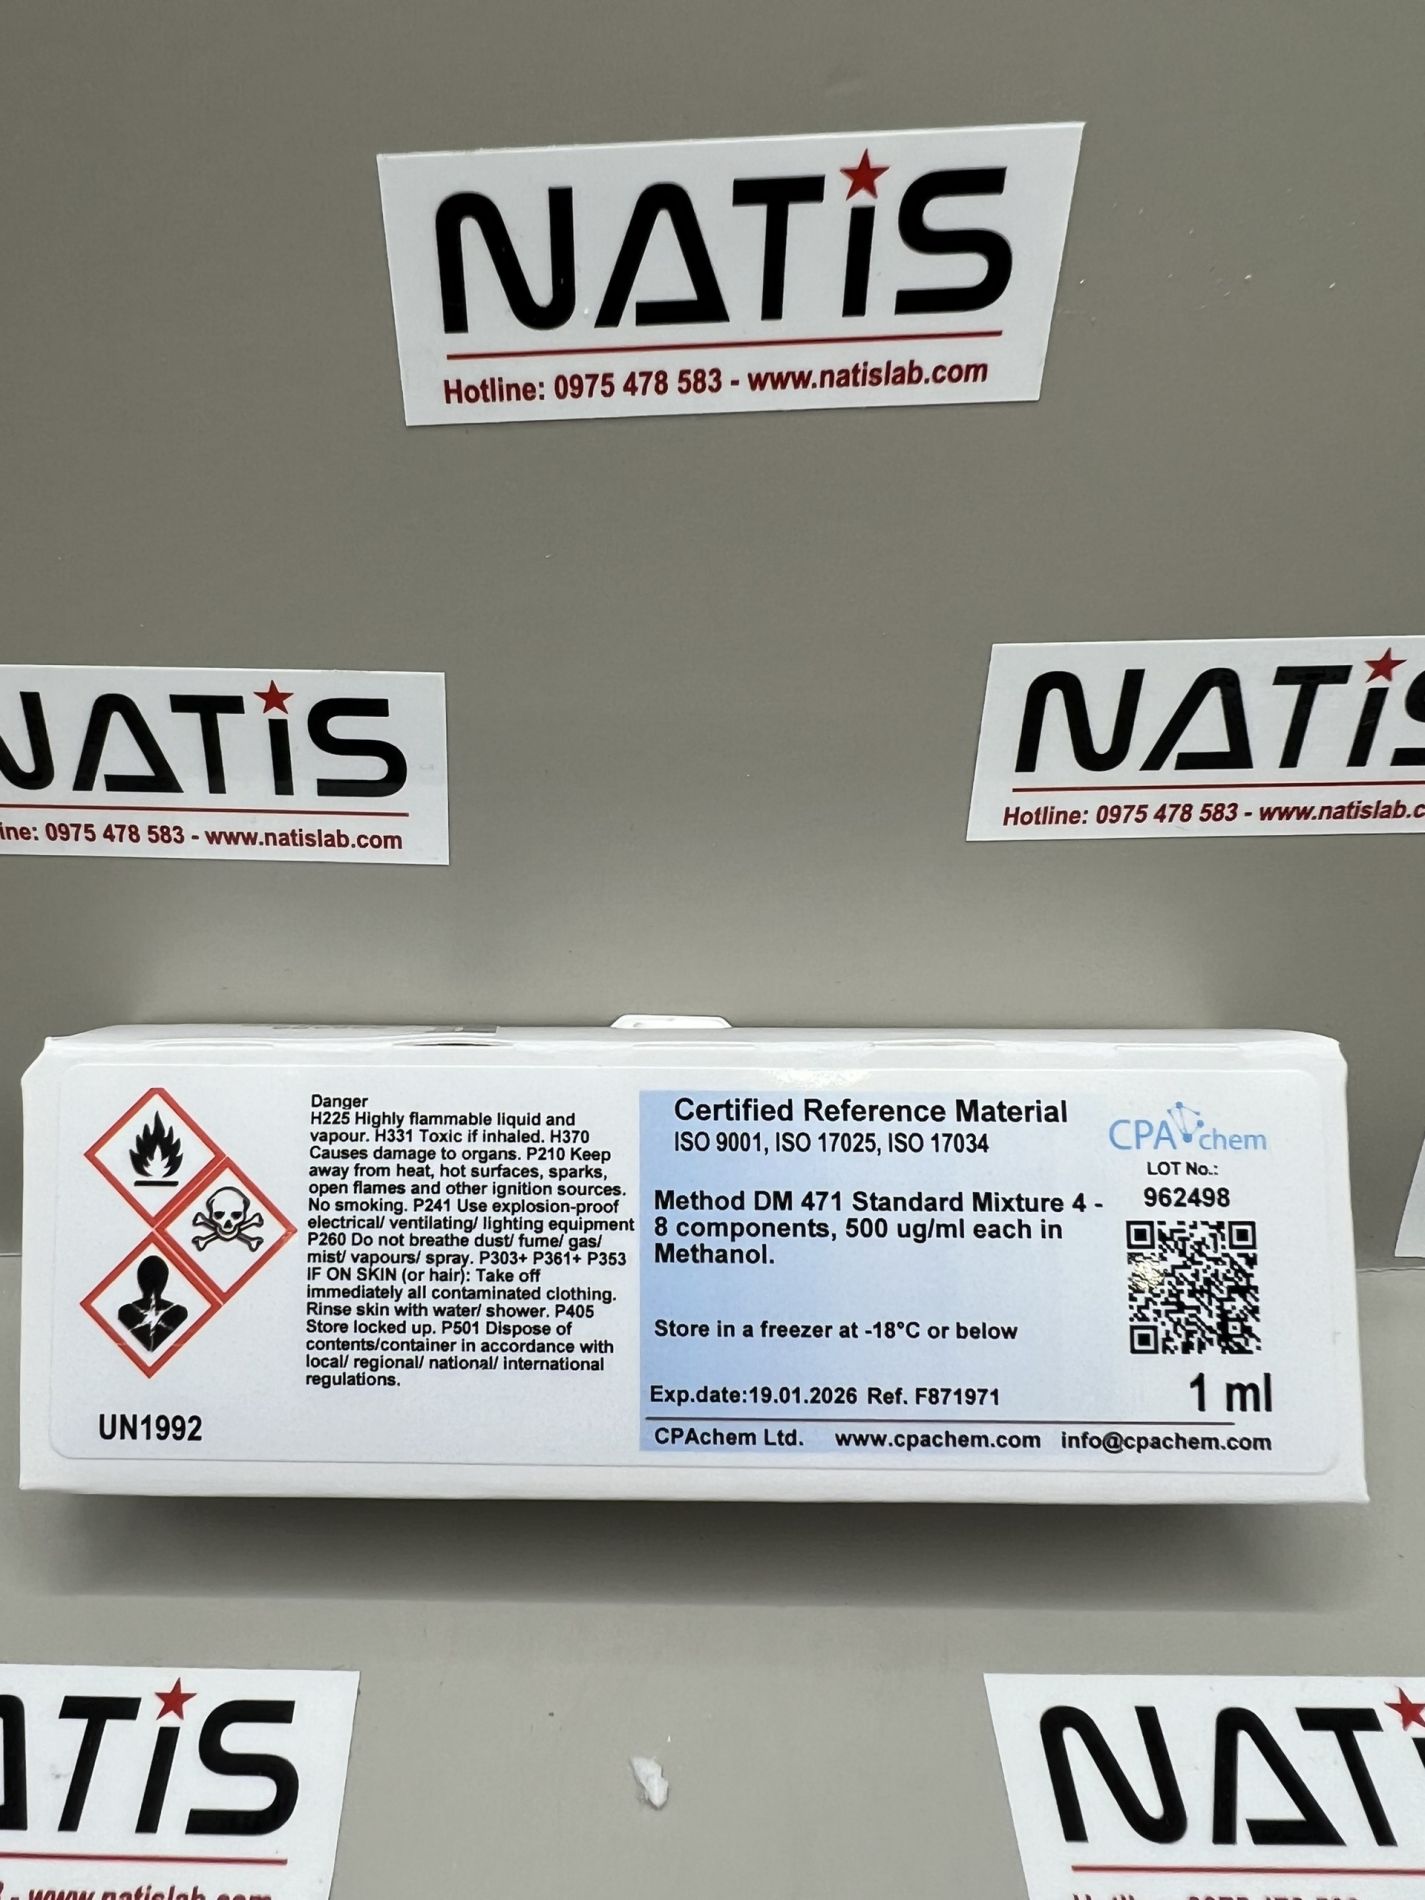 NATiS
Hotline: 0975 478 583 - www.natislab.com
NATiS
0975 478 583 - www.natislab.com
NATiS
Hotline: 0975 478 583 - www.natislab.c
Danger
H225 Highly flammable liquid and
vapour. H331 Toxic if inhaled. H370
Causes damage to organs. P210 Keep
away from heat, hot surfaces, sparks,
open flames and other ignition sources.
No smoking. P241 Use explosion-proof
electrical/ ventilating/ lighting equipment
P260 Do not breathe dust/ fume/ gas/
mist/ vapours/ spray. P303+ P361+ P353
IF ON SKIN (or hair): Take off
immediately all contaminated clothing.
Rinse skin with water/ shower. P405
Store locked up. P501 Dispose of
contents/container in accordance with
local/ regional/ national/ international
regulations.
UN1992
Certified Reference Material
ISO 9001, ISO 17025, ISO 17034
CPAchem
LOT No.:
962498
Method DM 471 Standard Mixture 4 -
8 components, 500 ug/ml each in
Methanol.
Store in a freezer at -18°C or below
Exp.date:19.01.2026 Ref. F871971
1 ml
CPAchem Ltd. www.cpachem.com info@cpachem.com
ATiS
www.natislab.com
NATi